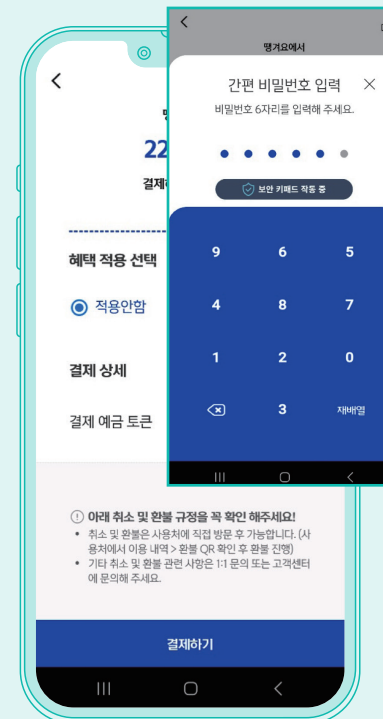 땡겨요에서
간편 비밀번호 입력
비밀번호 6자리를 입력해 주세요.
보안 키패드 작동 중
9 6 5
4 8 7
1 2 0
3 재배열
22
결제
혜택 적용 선택
적용안함
결제 상세
결제 예금 토큰
아래 취소 및 환불 규정을 꼭 확인 해주세요!
• 취소 및 환불은 사용처에 직접 방문 후
가능합니다. (사
용처에서 이용 내역 > 환불 QR 확인 후 환불 진행)
• 기타 취소 및 환불 관련 사항은 1:1 문의 또는 고객센터
에 문의해 주세요.
결제하기